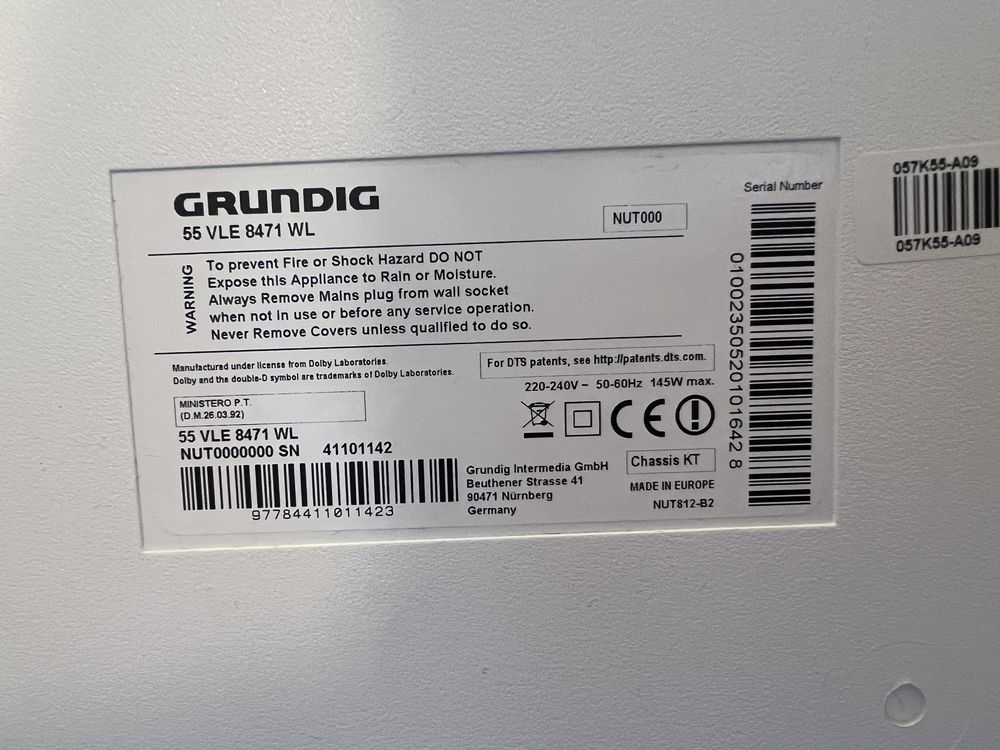 GRUNDIG
55 VLE 8471 WL
NUT000
WARNING
To prevent Fire or Shock Hazard DO NOT
Expose this Appliance to Rain or Moisture.
Always Remove Mains plug from wall socket
when not in use or before any service operation.
Never Remove Covers unless qualified to do so.
Manufactured under license from Dolby Laboratories.
Dolby and the double-D symbol are trademarks of Dolby Laboratories.
For DTS patents, see http://patents.dts.com.
220-240V ~ 50-60Hz 145W max.
MINISTERO P.T.
(D.M.26.03.92)
55 VLE 8471 WL
NUT0000000 SN 41101142
97784411011423
Grundig Intermedia GmbH
Beuthener Strasse 41
90471 Nürnberg
Germany
CE
Chassis KT
MADE IN EUROPE
NUT812-B2
Serial Number
01002350520101642 8
057K55-A09
057K55-A09